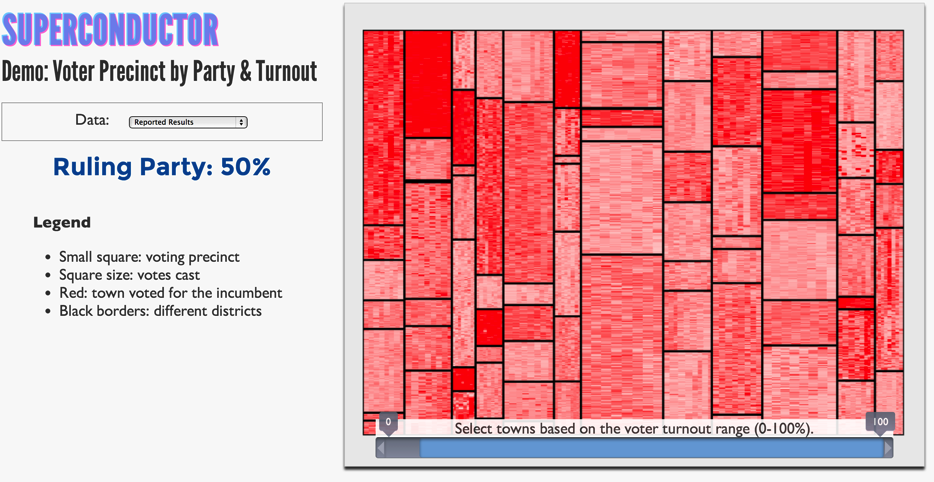 SUPERCONDUCTOR
Demo: Voter Precinct by Party & Turnout
Data: Reported Results
Ruling Party: 50%
Legend
• Small square: voting precinct
• Square size: votes cast
• Red: town voted for the incumbent
• Black borders: different districts
0
100
Select towns based on the voter turnout range (0-100%).